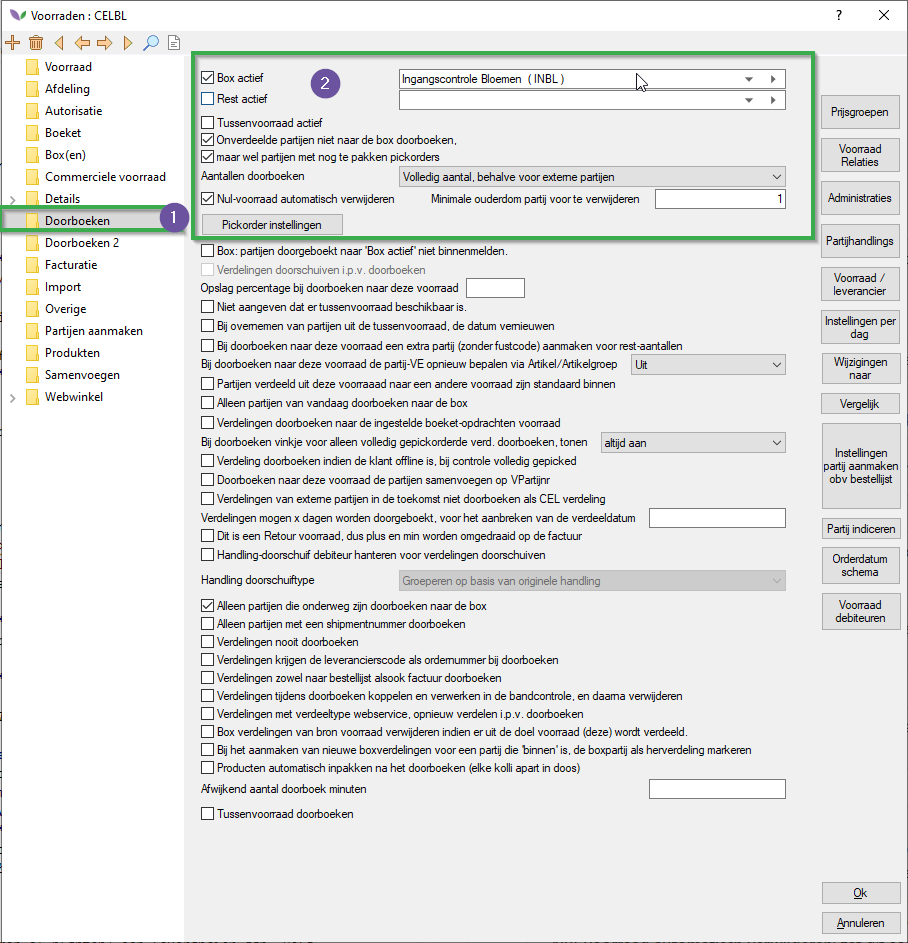 Voorraden : CELBL
?
Voorraad
Afdeling
Autorisatie
Boeket
Box(en)
Commerciele voorraad
Details
Doorboeken
1
Doorboeken 2
Facturatie
Import
Overige
Partijen aanmaken
Produkten
Samenvoegen
Webwinkel
Box actief
2
Ingangscontrole Bloemen ( INBL )
Rest actief
Tussenvoorraad actief
Onverdeelde partijen niet naar de box doorboeken,
maar wel partijen met nog te pakken pickorders
Aantallen doorboeken
Volledig aantal, behalve voor externe partijen
Nul-voorraad automatisch verwijderen
Minimale ouderdom partij voor te verwijderen
1
Pickorder instellingen
Box: partijen doorgeboekt naar 'Box actief' niet binnenmelden.
Verdelingen doorschuiven i.p.v. doorboeken
Opslag percentage bij doorboeken naar deze voorraad
Niet aangeven dat er tussenvoorraad beschikbaar is.
Bij overnemen van partijen uit de tussenvoorraad, de datum vernieuwen
Bij doorboeken naar deze voorraad een extra partij (zonder fustcode) aanmaken voor rest-aantallen
Bij doorboeken naar deze voorraad de partij-VE opnieuw bepalen via Artikel/Artikelgroep
Uit
Partijen verdeeld uit deze voorraaad naar een andere voorraad zijn standaard binnen
Alleen partijen van vandaag doorboeken naar de box
Verdelingen doorboeken naar de ingestelde boeket-opdrachten voorraad
Bij doorboeken vinkje voor alleen volledig gepickorderde verd. doorboeken, tonen
altijd aan
Verdeling doorboeken indien de klant offline is, bij controle volledig gepicked
Doorboeken naar deze voorraad de partijen samenvoegen op VPartijnr
Verdelingen van externe partijen in de toekomst niet doorboeken als CEL verdeling
Verdelingen mogen x dagen worden doorgeboekt, voor het aanbreken van de verdeeldatum
Dit is een Retour voorraad, dus plus en min worden omgedraaid op de factuur
Handling-doorschuif debiteur hanteren voor verdelingen doorschuiven
Handling doorschuiftype
Groeperen op basis van originele handling
Alleen partijen die onderweg zijn doorboeken naar de box
Alleen partijen met een shipmentnummer doorboeken
Verdelingen nooit doorboeken
Verdelingen krijgen de leverancierscode als ordernummer bij doorboeken
Verdelingen zowel naar bestellijst alsook factuur doorboeken
Verdelingen tijdens doorboeken koppelen en verwerken in de bandcontrole, en daarna verwijderen
Verdelingen met verdeeltype webservice, opnieuw verdelen i.p.v. doorboeken
Box verdelingen van bron voorraad verwijderen indien er uit de doel voorraad (deze) wordt verdeeld.
Bij het aanmaken van nieuwe boxverdelingen voor een partij die 'binnen' is, de boxpartij als herverdeling markeren
Producten automatisch inpakken na het doorboeken (elke kolli apart in doos)
Afwijkend aantal doorboek minuten
Tussenvoorraad doorboeken
Prijsgroepen
Voorraad
Relaties
Administraties
Partijhandlings
Voorraad /
leverancier
Instellingen per
dag
Wijzigingen
naar
Vergelijk
Instellingen
partij aanmaken
obv bestellijst
Partij indiceren
Orderdatum
schema
Voorraad
debiteuren
Ok
Annuleren